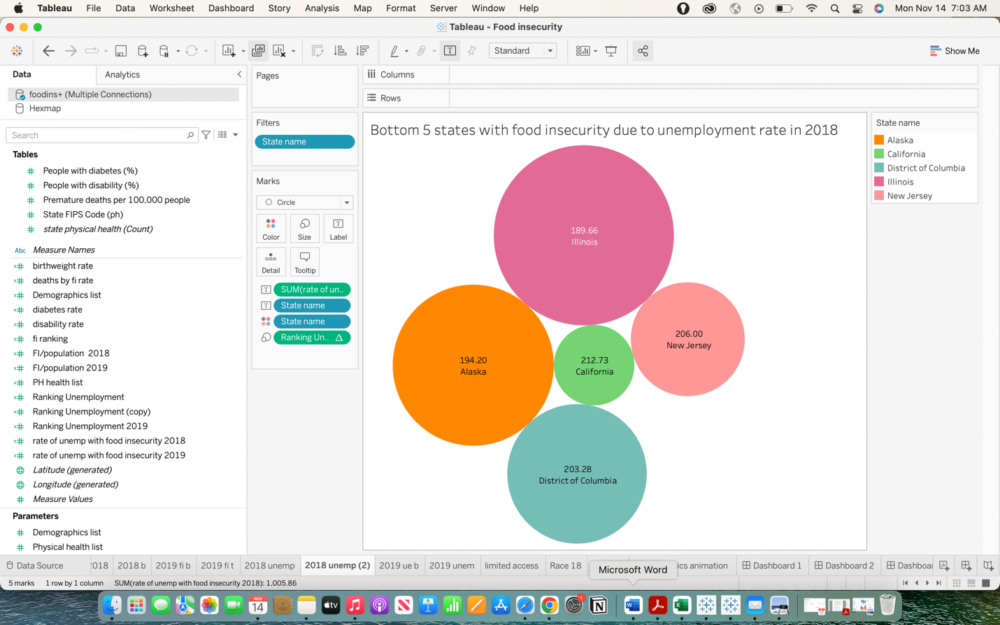 Tableau File Data Worksheet Dashboard Story Analysis Map Format Server Window Help Mon Nov 14 7:03 AM
Tableau - Food insecurity
Standard Show Me
Data Analytics
foodins+ (Multiple Connections)
Hexmap
Search
Tables
People with diabetes (%)
People with disability (%)
Premature deaths per 100,000 people
State FIPS Code (ph)
state physical health (Count)
Abc Measure Names
birthweight rate
deaths by fi rate
Demographics list
diabetes rate
disability rate
fi ranking
FI/population 2018
FI/population 2019
PH health list
Ranking Unemployment
Ranking Unemployment (copy)
Ranking Unemployment 2019
rate of unemp with food insecurity 2018
rate of unemp with food insecurity 2019
Latitude (generated)
Longitude (generated)
Measure Values
Parameters
Demographics list
Physical health list
Pages
Filters
State name
Marks
Circle
Color Size Label
Detail Tooltip
SUM(rate of un..
State name
State name
Ranking Un..
Columns
Rows
Bottom 5 states with food insecurity due to unemployment rate in 2018
189.66
Illinois
206.00
New Jersey
194.20
Alaska
212.73
California
203.28
District of Columbia
State name
Alaska
California
District of Columbia
Illinois
New Jersey
Data Source 2018 2018 b 2019 fi b 2019 fi t 2018 unemp 2018 unemp (2) 2019 ue b 2019 unem limited access Race 18 cs animation Dashboard 1 Dashboard 2 Dashboar
Microsoft Word
5 marks 1 row by 1 column SUM(rate of unemp with food insecurity 2018): 1,005.86
NOV
14
tv
1